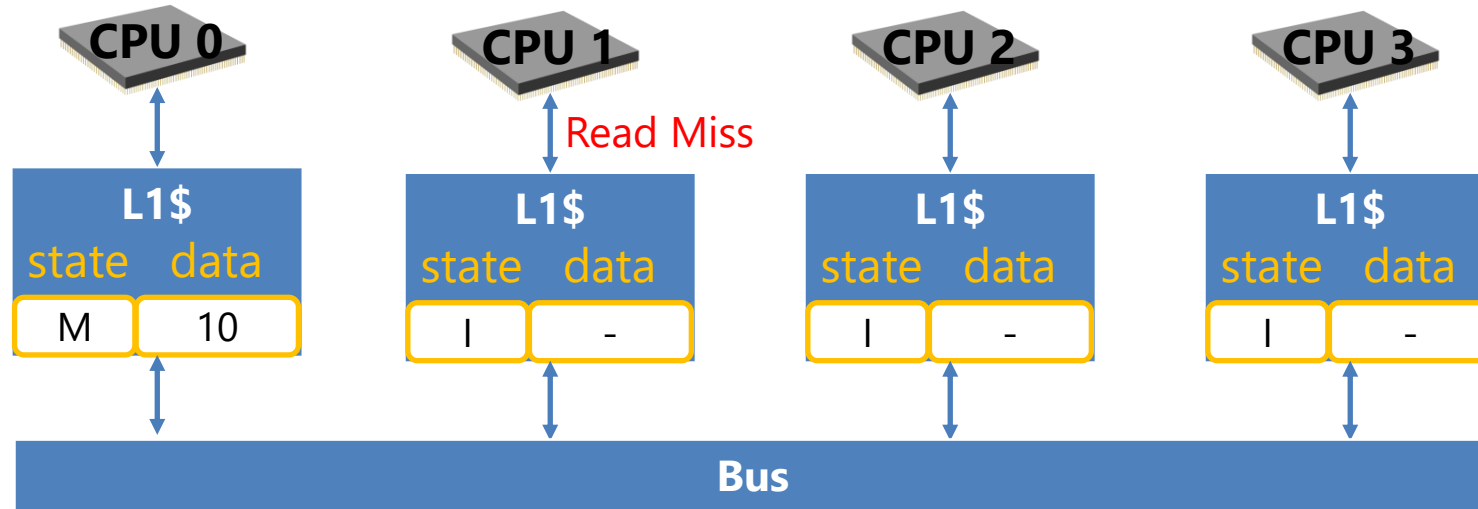 CPU 0 CPU 1 CPU 2 CPU 3
Read Miss
L1$ L1$ L1$ L1$
state data state data state data state data
M 10 I - I - I -
Bus